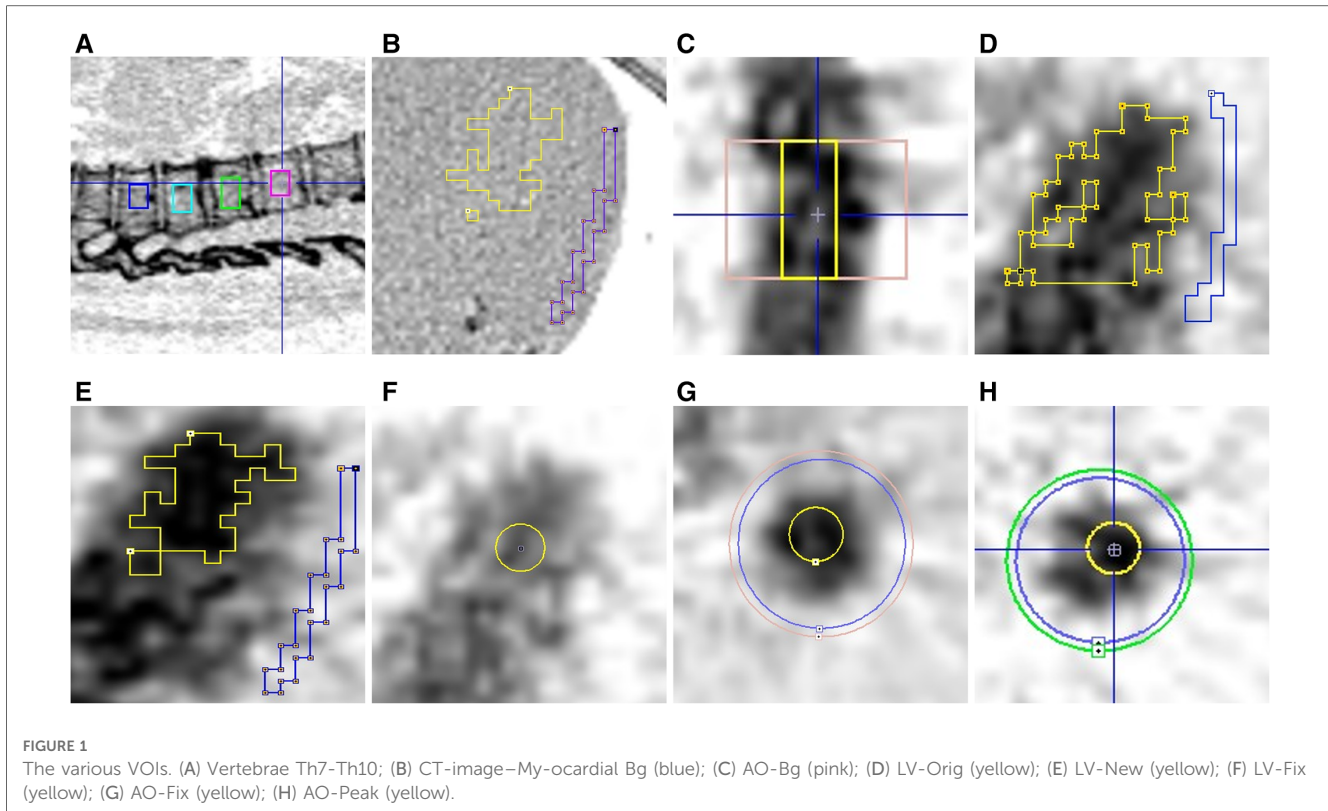 A
B
C
D
E
F
G
H
FIGURE 1
The various VOIs. (A) Vertebrae Th7-Th10; (B) CT-image–My-ocardial Bg (blue); (C) AO-Bg (pink); (D) LV-Orig (yellow); (E) LV-New (yellow); (F) LV-Fix
(yellow); (G) AO-Fix (yellow); (H) AO-Peak (yellow).